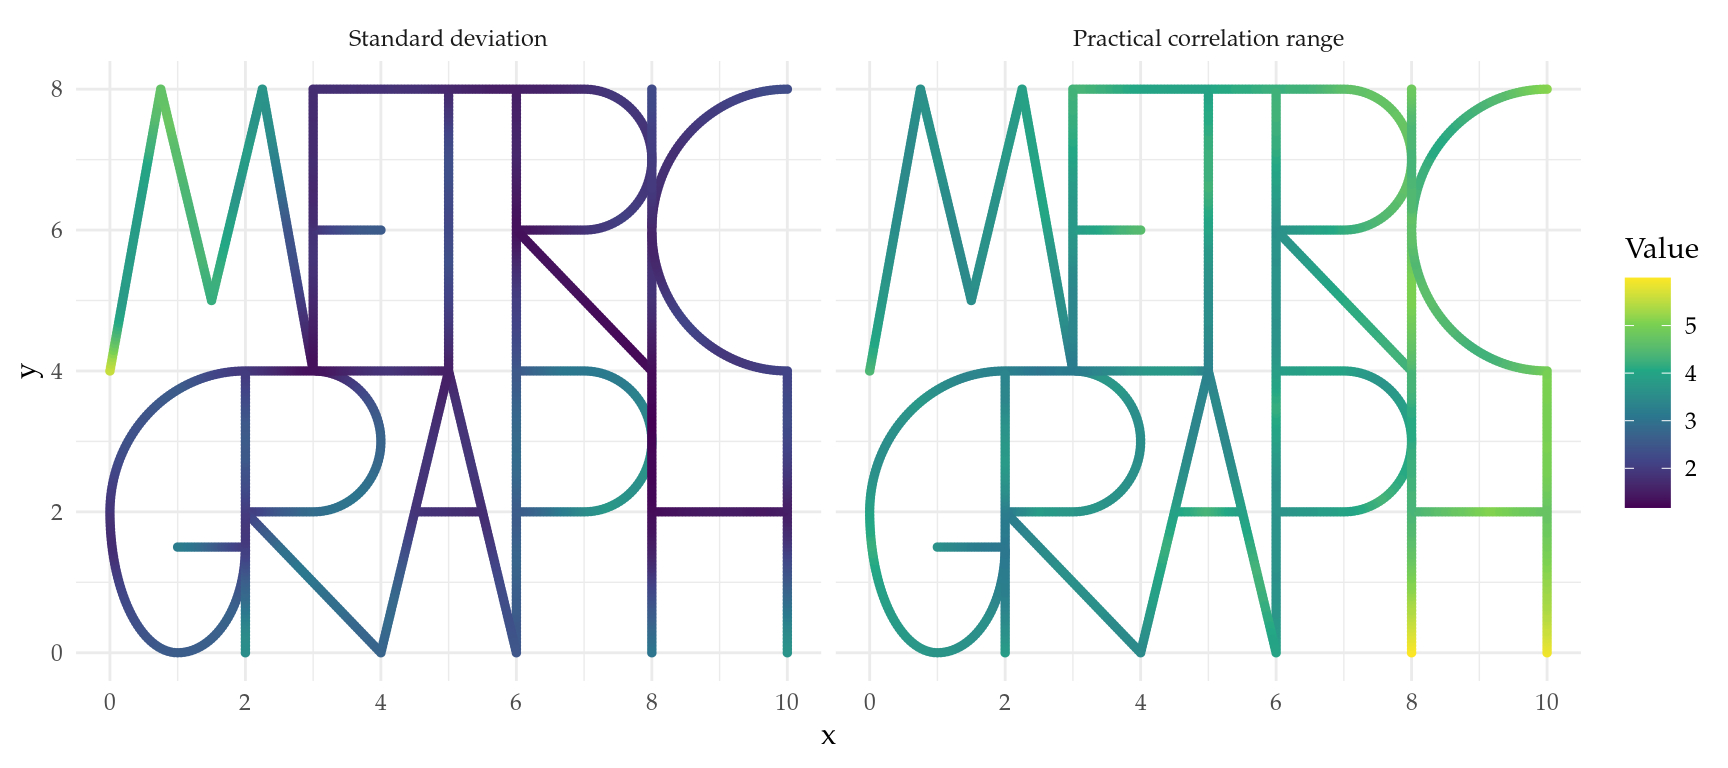 Standard deviation
Practical correlation range
METRIC
GRAPH
METRIC
GRAPH
y
8
6
4
2
0
0 2 4 6 8 10
0 2 4 6 8 10
x
Value
5
4
3
2